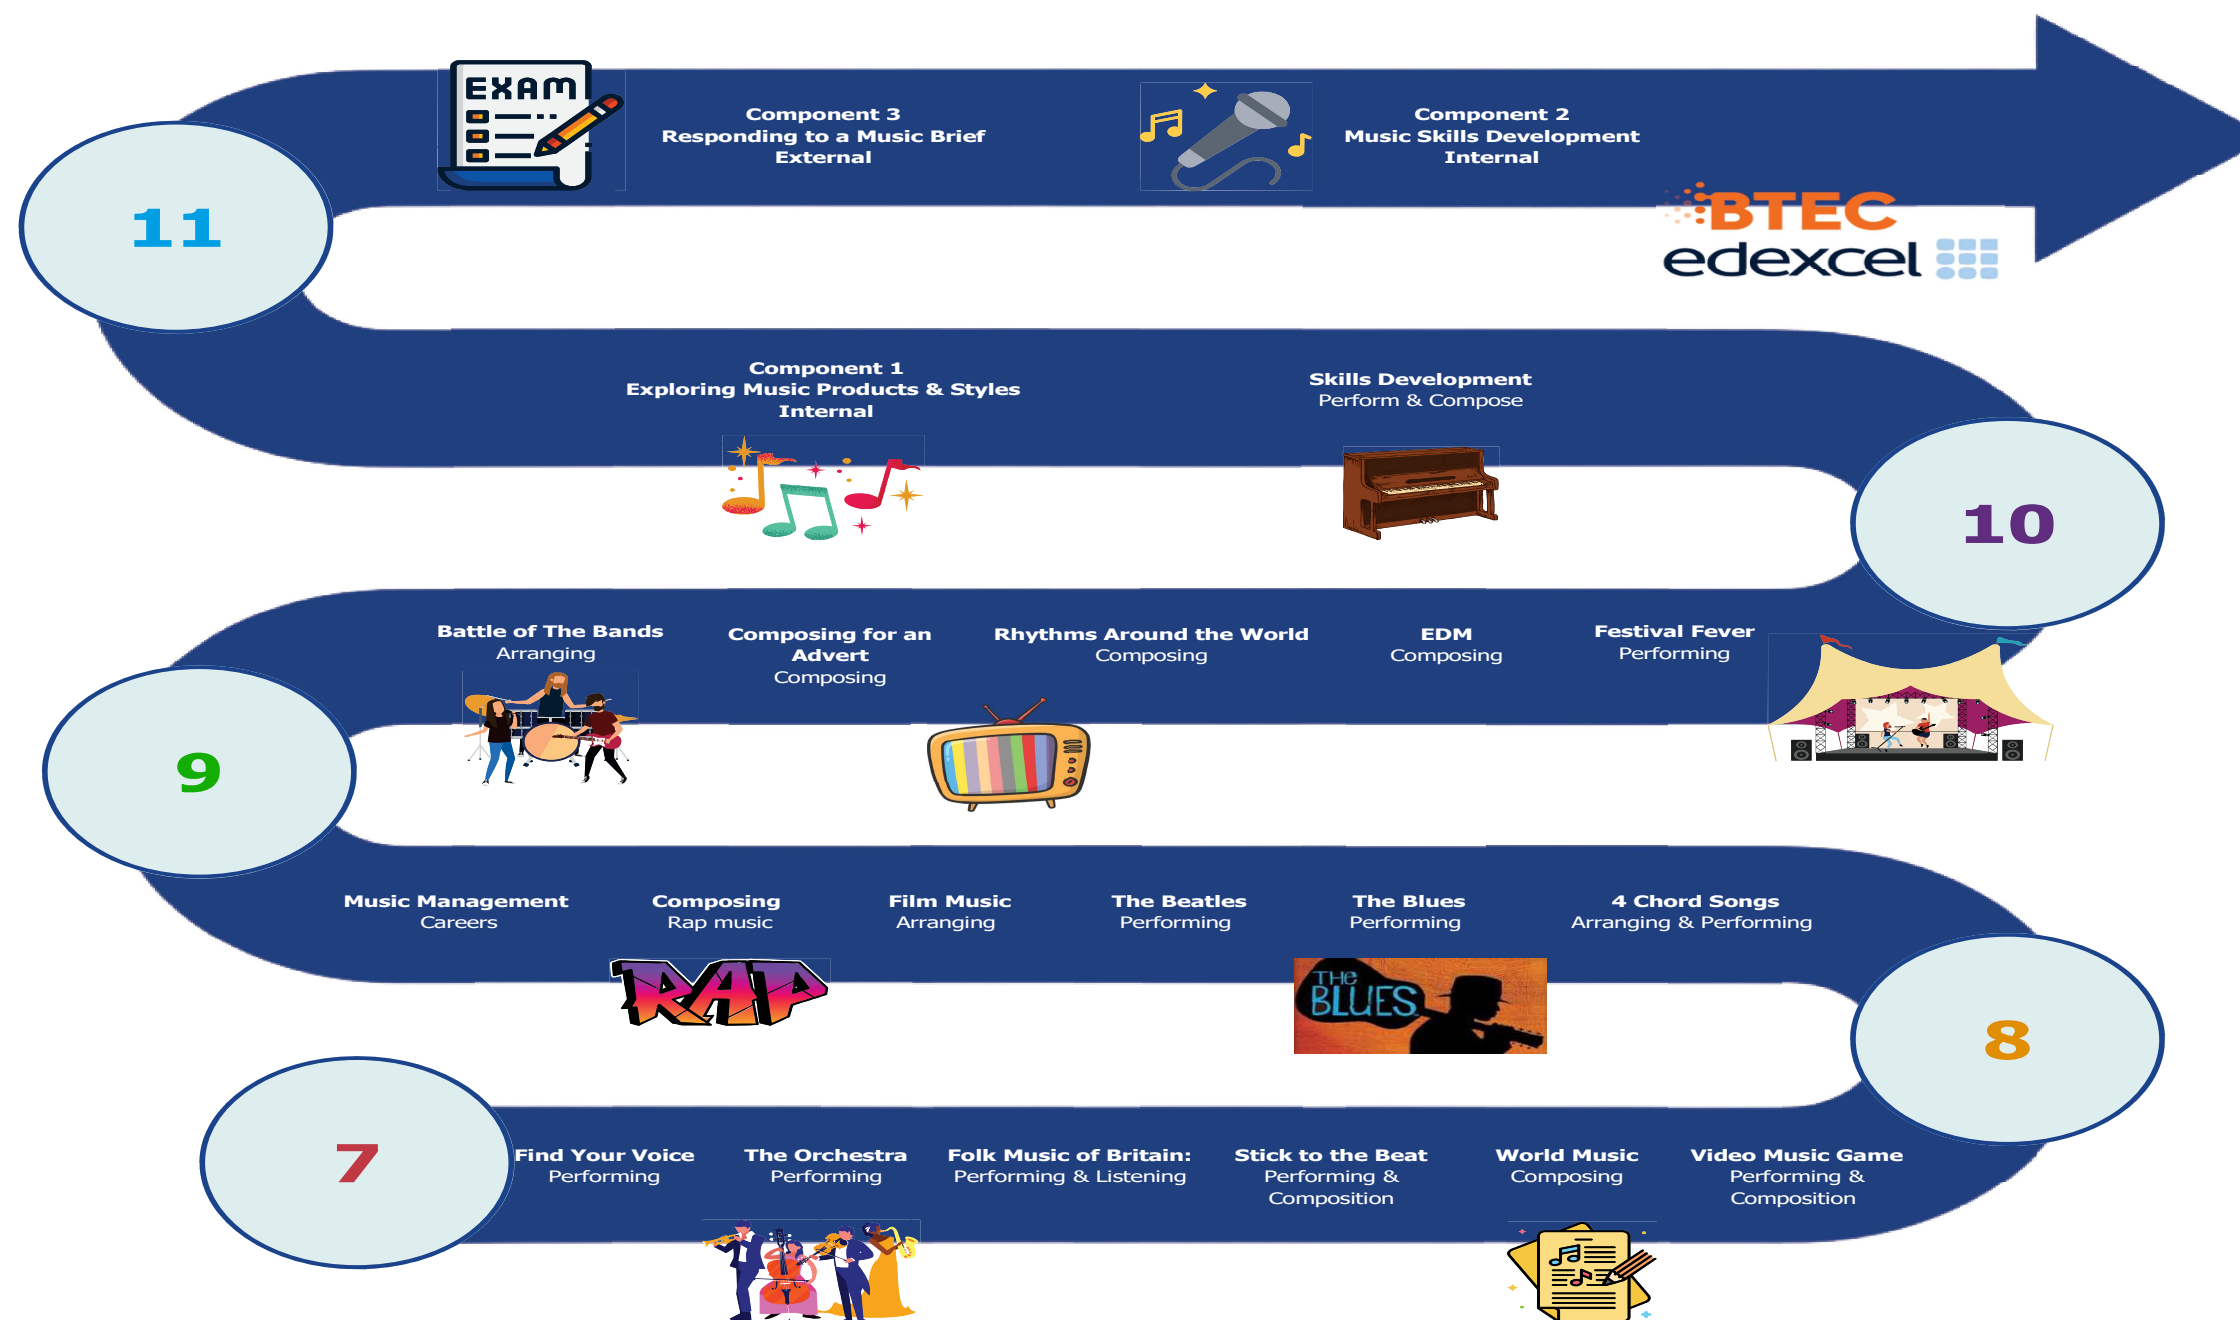 EXAM
Component 3
Responding to a Music Brief
External
Component 2
Music Skills Development
Internal
BTEC
edexcel
11
Component 1
Exploring Music Products & Styles
Internal
Skills Development
Perform & Compose
10
Battle of The Bands
Arranging
Composing for an
Advert
Composing
Rhythms Around the World
Composing
EDM
Composing
Festival Fever
Performing
9
Music Management
Careers
Composing
Rap music
Film Music
Arranging
The Beatles
Performing
The Blues
Performing
4 Chord Songs
Arranging & Performing
RAP
THe
BLUES
8
7
Find Your Voice
Performing
The Orchestra
Performing
Folk Music of Britain:
Performing & Listening
Stick to the Beat
Performing &
Composition
World Music
Composing
Video Music Game
Performing &
Composition